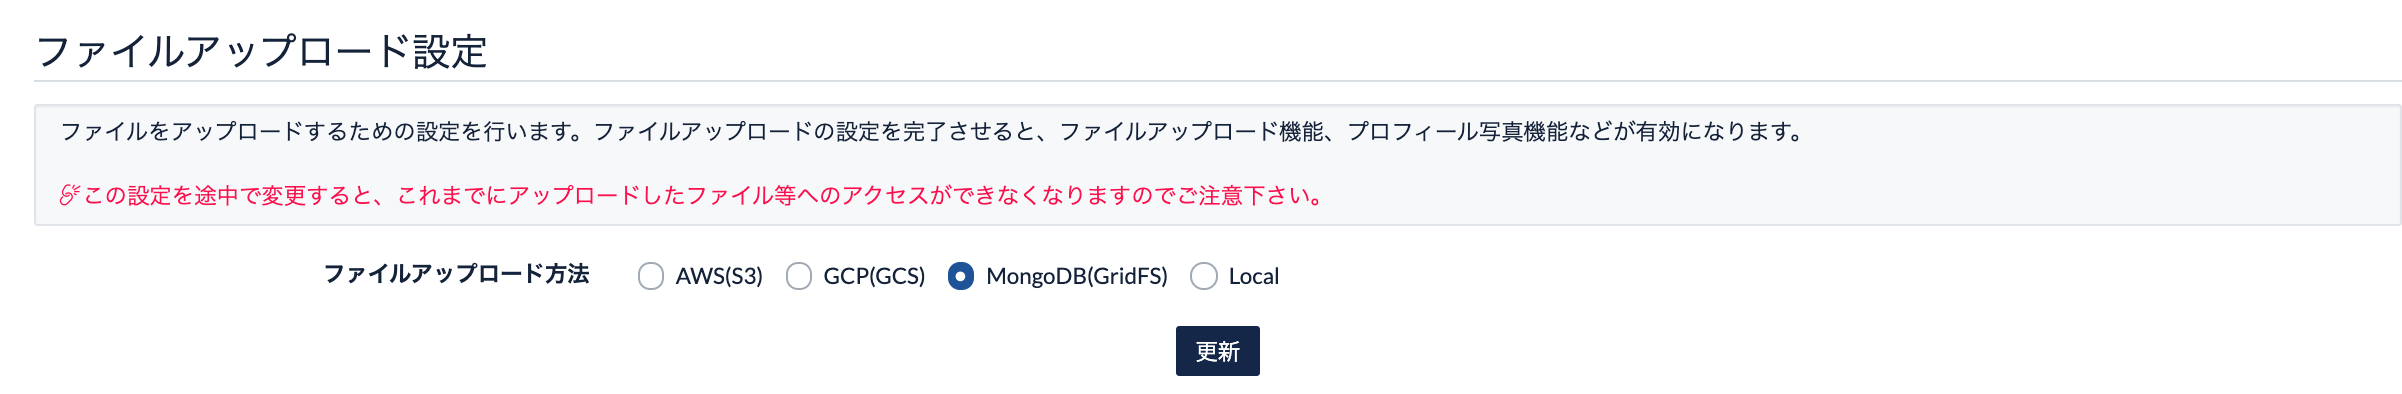 ファイルアップロード設定
ファイルをアップロードするための設定を行います。ファイルアップロードの設定を完了させると、ファイルアップロード機能、プロフィール写真機能などが有効になります。
この設定を途中で変更すると、これまでにアップロードしたファイル等へのアクセスができなくなりますのでご注意下さい。
ファイルアップロード方法 AWS(S3) GCP(GCS) MongoDB(GridFS) Local
更新